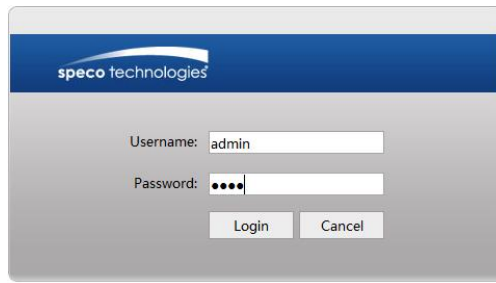 speco technologies
Username: admin
Password: ●●●●
Login Cancel